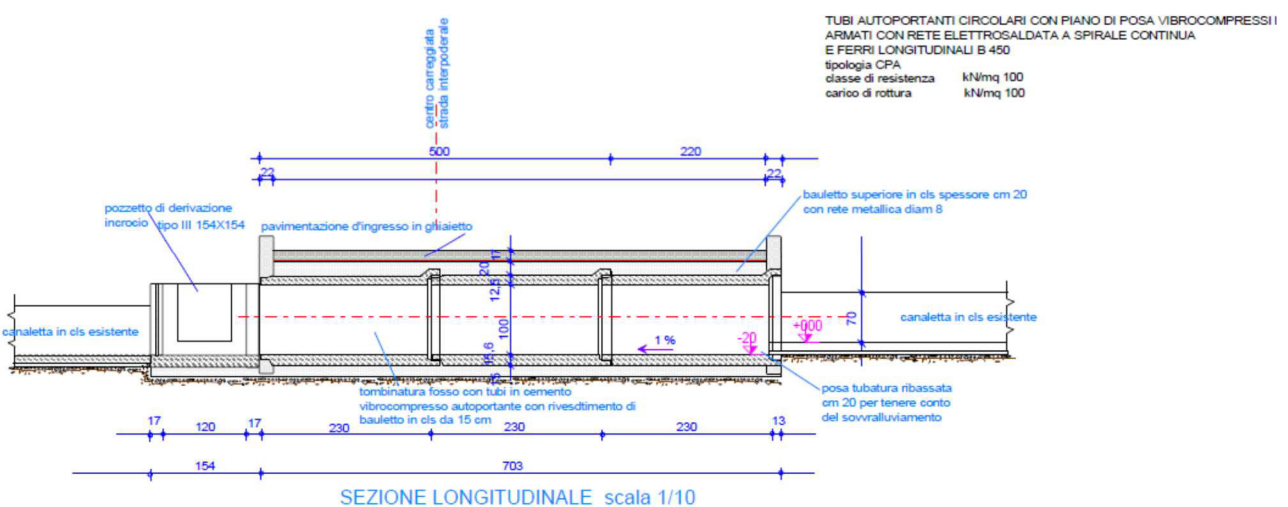 TUBI AUTOPORTANTI CIRCOLARI CON PIANO DI POSA VIBROCOMPRESSI I
ARMATI CON RETE ELETTROSALDATA A SPIRALE CONTINUA
E FERRI LONGITUDINALI B 450
tipologia CPA
classe di resistenza kN/mq 100
carico di rottura kN/mq 100
centro carreggiata
strada interpoderale
500 220
22 22
bauletto superiore in cls spessore cm 20
con rete metallica diam 8
pozzetto di derivazione
incrocio tipo III 154X154
pavimentazione d'ingresso in ghiaietto
17
20
12,5
100
15,6
15
canaletta in cls esistente
1 %
-20
+000
70
canaletta in cls esistente
tombinatura fosso con tubi in cemento
vibrocompresso autoportante con rivesdtimento di
bauletto in cls da 15 cm
posa tubatura ribassata
cm 20 per tenere conto
del sovvralluviamento
17 120 17 230 230 230 13
154 703
SEZIONE LONGITUDINALE scala 1/10